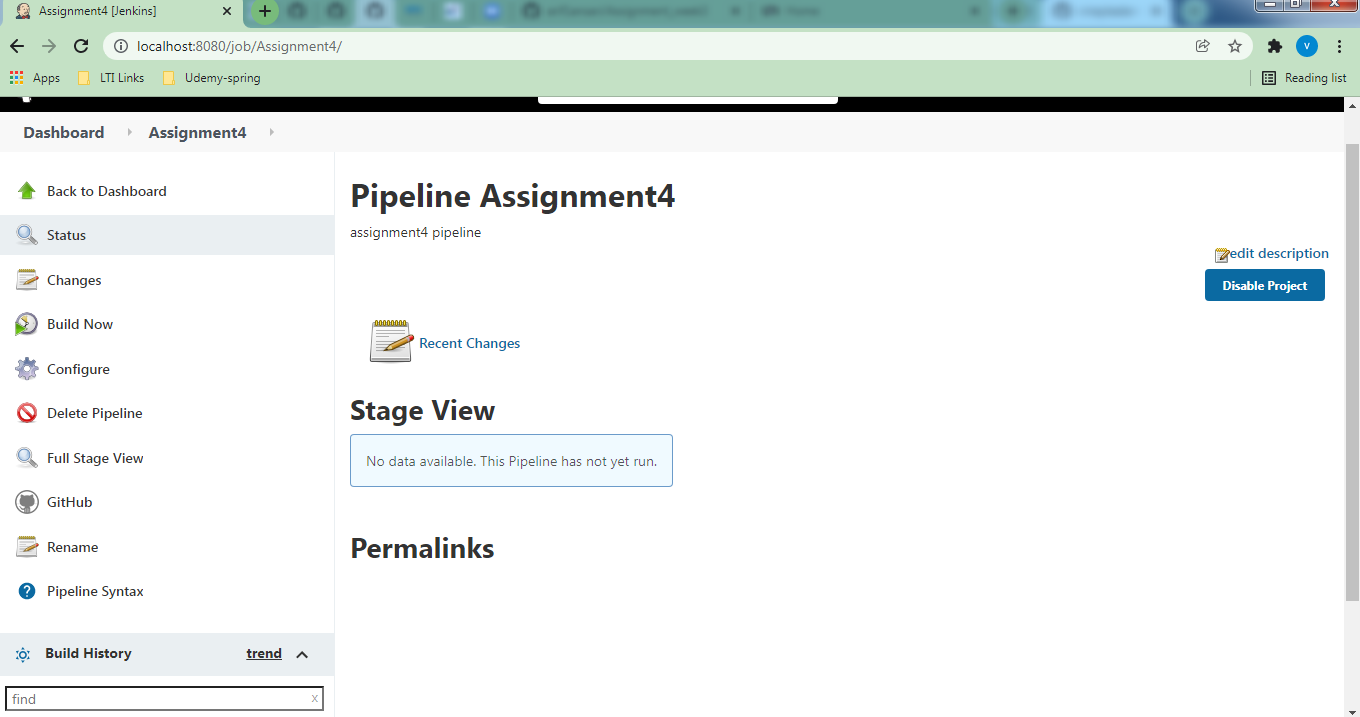 Assignment4 [Jenkins]
localhost:8080/job/Assignment4/
V
Apps
LTI Links
Udemy-spring
Reading list
Dashboard
Assignment4
Back to Dashboard
Status
Changes
Build Now
Configure
Delete Pipeline
Full Stage View
GitHub
Rename
Pipeline Syntax
Build History
trend
find
x
Pipeline Assignment4
assignment4 pipeline
edit description
Disable Project
Recent Changes
Stage View
No data available. This Pipeline has not yet run.
Permalinks